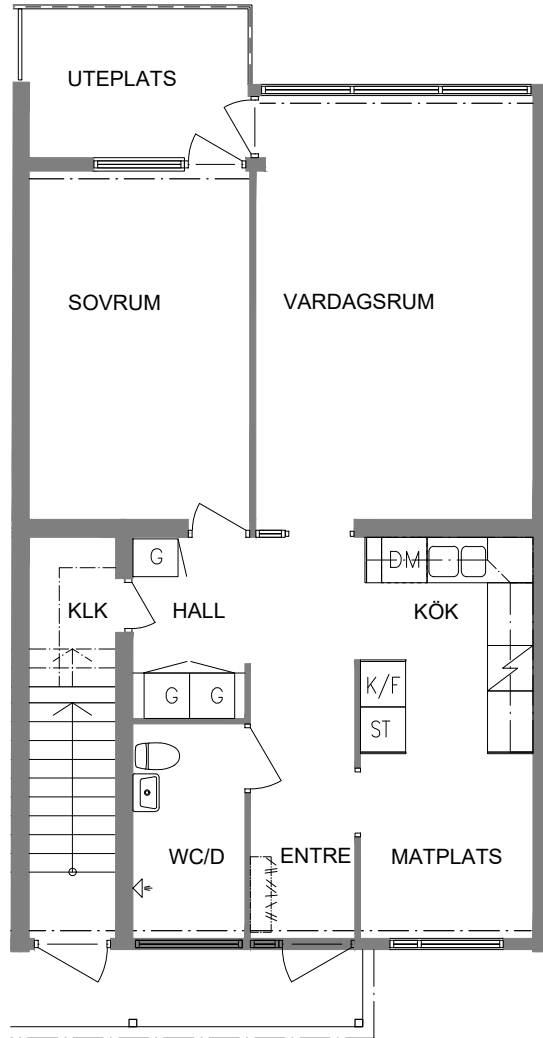 UTEPLATS
SOVRUM
VARDAGSRUM
G
DM
KLK
HALL
KÖK
G
G
K/F
ST
WC/D
ENTRE
MATPLATS